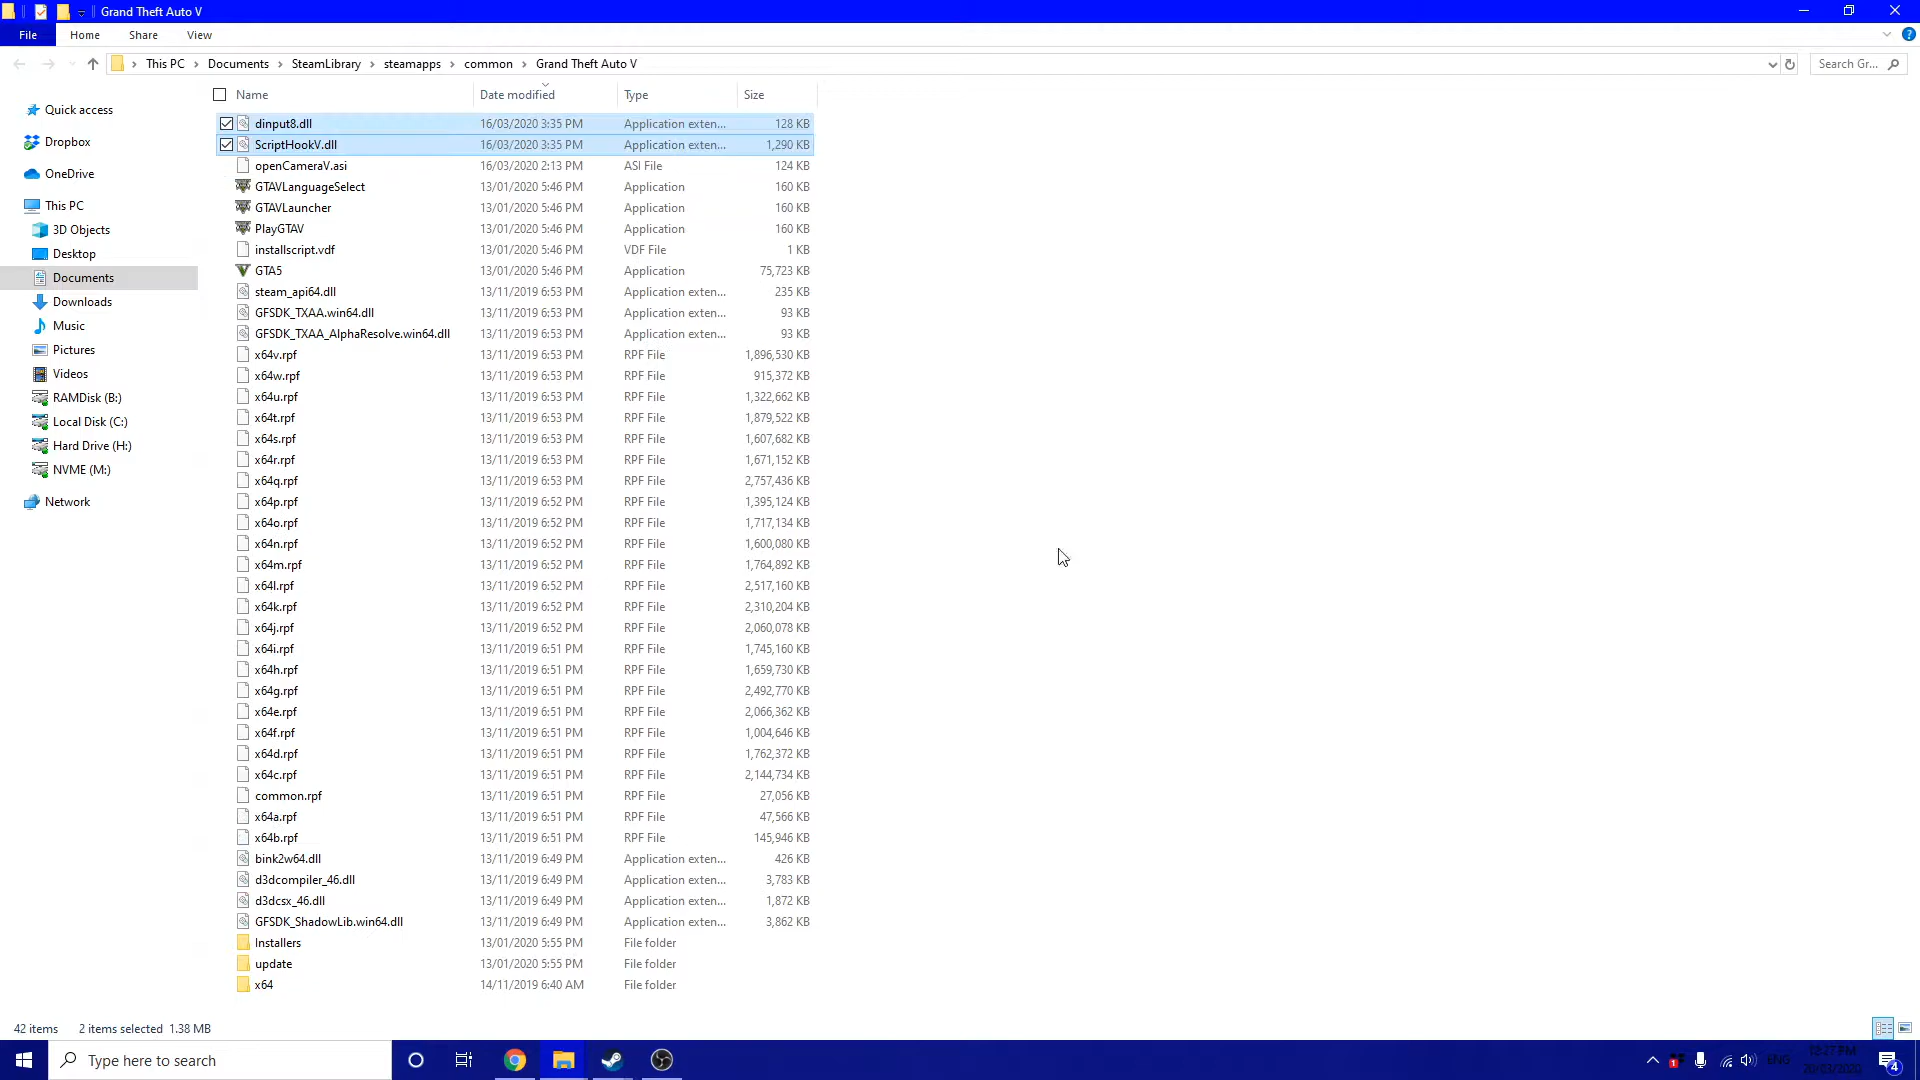 Grand Theft Auto V
File Home Share View
This PC Documents SteamLibrary steamapps common Grand Theft Auto V
Search Gr...
Quick access
Dropbox
OneDrive
This PC
3D Objects
Desktop
Documents
Downloads
Music
Pictures
Videos
RAMDisk (B:)
Local Disk (C:)
Hard Drive (H:)
NVME (M:)
Network
Name Date modified Type Size
dinput8.dll 16/03/2020 3:35 PM Application exten... 128 KB
ScriptHookV.dll 16/03/2020 3:35 PM Application exten... 1,290 KB
openCameraV.asi 16/03/2020 2:13 PM ASI File 124 KB
GTAVLanguageSelect 13/01/2020 5:46 PM Application 160 KB
GTAVLauncher 13/01/2020 5:46 PM Application 160 KB
PlayGTAV 13/01/2020 5:46 PM Application 160 KB
installscript.vdf 13/01/2020 5:46 PM VDF File 1 KB
GTA5 13/01/2020 5:46 PM Application 75,723 KB
steam_api64.dll 13/11/2019 6:53 PM Application exten... 235 KB
GFSDK_TXAA.win64.dll 13/11/2019 6:53 PM Application exten... 93 KB
GFSDK_TXAA_AlphaResolve.win64.dll 13/11/2019 6:53 PM Application exten... 93 KB
x64v.rpf 13/11/2019 6:53 PM RPF File 1,896,530 KB
x64w.rpf 13/11/2019 6:53 PM RPF File 915,372 KB
x64u.rpf 13/11/2019 6:53 PM RPF File 1,322,662 KB
x64t.rpf 13/11/2019 6:53 PM RPF File 1,879,522 KB
x64s.rpf 13/11/2019 6:53 PM RPF File 1,607,682 KB
x64r.rpf 13/11/2019 6:53 PM RPF File 1,671,152 KB
x64q.rpf 13/11/2019 6:53 PM RPF File 2,757,436 KB
x64p.rpf 13/11/2019 6:52 PM RPF File 1,395,124 KB
x64o.rpf 13/11/2019 6:52 PM RPF File 1,717,134 KB
x64n.rpf 13/11/2019 6:52 PM RPF File 1,600,080 KB
x64m.rpf 13/11/2019 6:52 PM RPF File 1,764,892 KB
x64l.rpf 13/11/2019 6:52 PM RPF File 2,517,160 KB
x64k.rpf 13/11/2019 6:52 PM RPF File 2,310,204 KB
x64j.rpf 13/11/2019 6:52 PM RPF File 2,060,078 KB
x64i.rpf 13/11/2019 6:51 PM RPF File 1,745,160 KB
x64h.rpf 13/11/2019 6:51 PM RPF File 1,659,730 KB
x64g.rpf 13/11/2019 6:51 PM RPF File 2,492,770 KB
x64e.rpf 13/11/2019 6:51 PM RPF File 2,066,362 KB
x64f.rpf 13/11/2019 6:51 PM RPF File 1,004,646 KB
x64d.rpf 13/11/2019 6:51 PM RPF File 1,762,372 KB
x64c.rpf 13/11/2019 6:51 PM RPF File 2,144,734 KB
common.rpf 13/11/2019 6:51 PM RPF File 27,056 KB
x64a.rpf 13/11/2019 6:51 PM RPF File 47,566 KB
x64b.rpf 13/11/2019 6:51 PM RPF File 145,946 KB
bink2w64.dll 13/11/2019 6:49 PM Application exten... 426 KB
d3dcompiler_46.dll 13/11/2019 6:49 PM Application exten... 3,783 KB
d3dcsx_46.dll 13/11/2019 6:49 PM Application exten... 1,872 KB
GFSDK_ShadowLib.win64.dll 13/11/2019 6:49 PM Application exten... 3,862 KB
Installers 13/01/2020 5:55 PM File folder
update 13/01/2020 5:55 PM File folder
x64 14/11/2019 6:40 AM File folder
42 items 2 items selected 1.38 MB
Type here to search
1
ENG
4